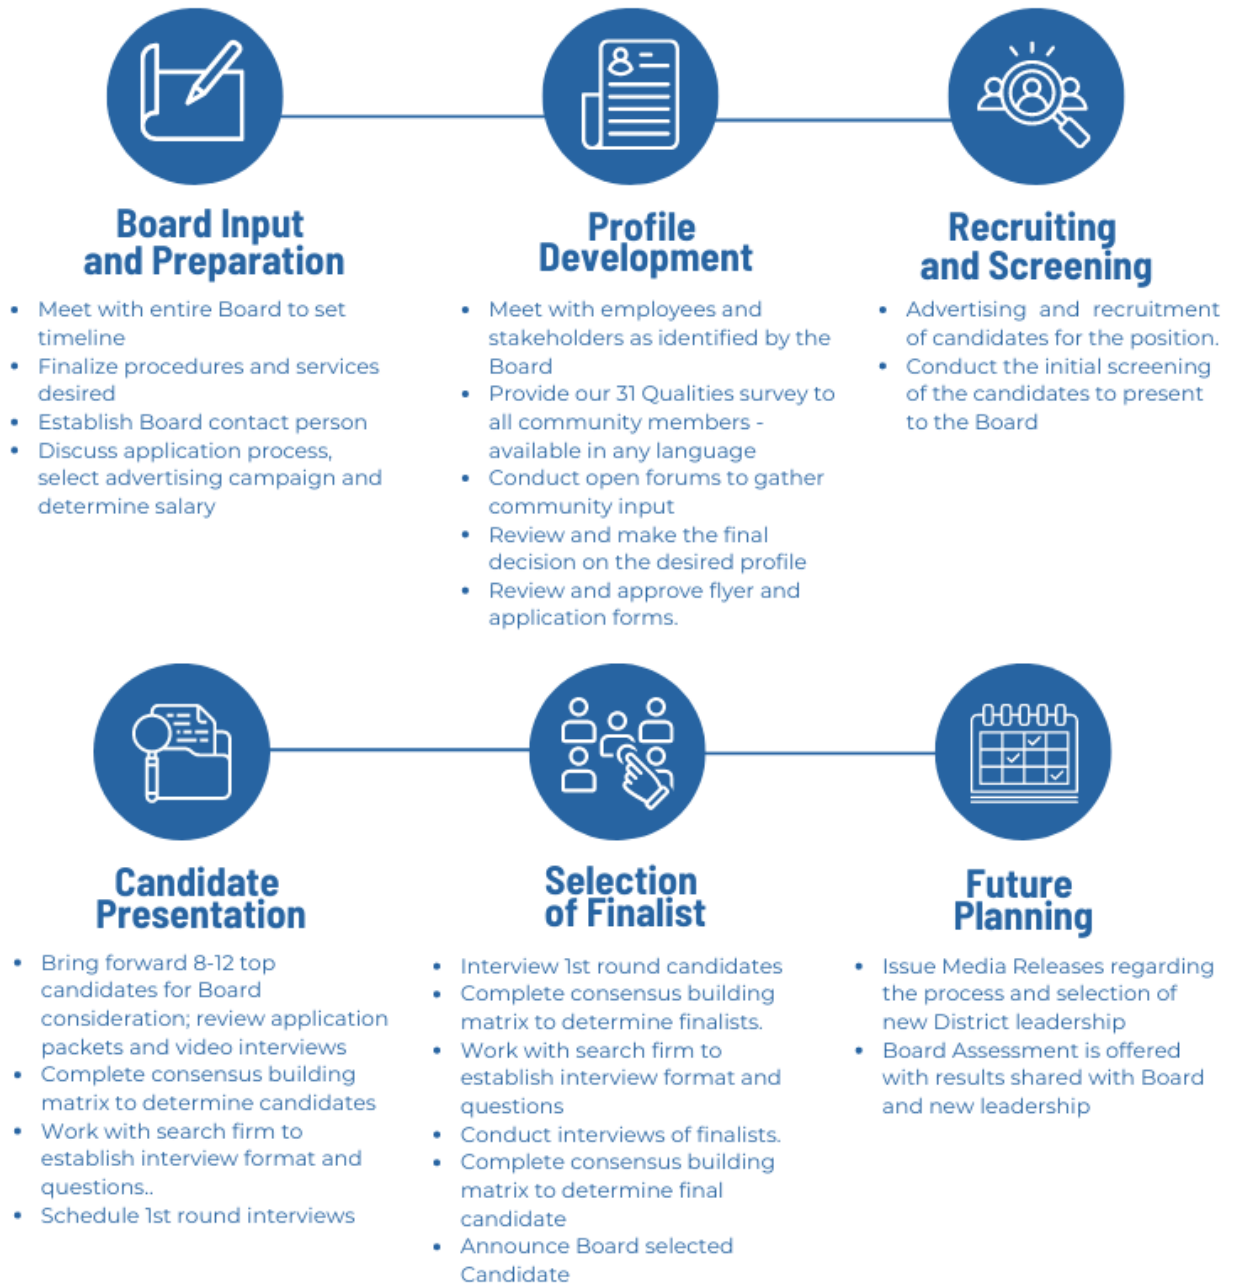 Board Input
and Preparation
• Meet with entire Board to set
timeline
• Finalize procedures and services
desired
• Establish Board contact person
• Discuss application process,
select advertising campaign and
determine salary
Profile
Development
• Meet with employees and
stakeholders as identified by the
Board
• Provide our 31 Qualities survey to
all community members -
available in any language
• Conduct open forums to gather
community input
• Review and make the final
decision on the desired profile
• Review and approve flyer and
application forms.
Recruiting
and Screening
• Advertising and recruitment
of candidates for the position.
• Conduct the initial screening
of the candidates to present
to the Board
Candidate
Presentation
• Bring forward 8-12 top
candidates for Board
consideration; review application
packets and video interviews
• Complete consensus building
matrix to determine candidates
• Work with search firm to
establish interview format and
questions..
• Schedule 1st round interviews
Selection
of Finalist
• Interview 1st round candidates
• Complete consensus building
matrix to determine finalists.
• Work with search firm to
establish interview format and
questions
• Conduct interviews of finalists.
• Complete consensus building
matrix to determine final
candidate
• Announce Board selected
Candidate
Future
Planning
• Issue Media Releases regarding
the process and selection of
new District leadership
• Board Assessment is offered
with results shared with Board
and new leadership